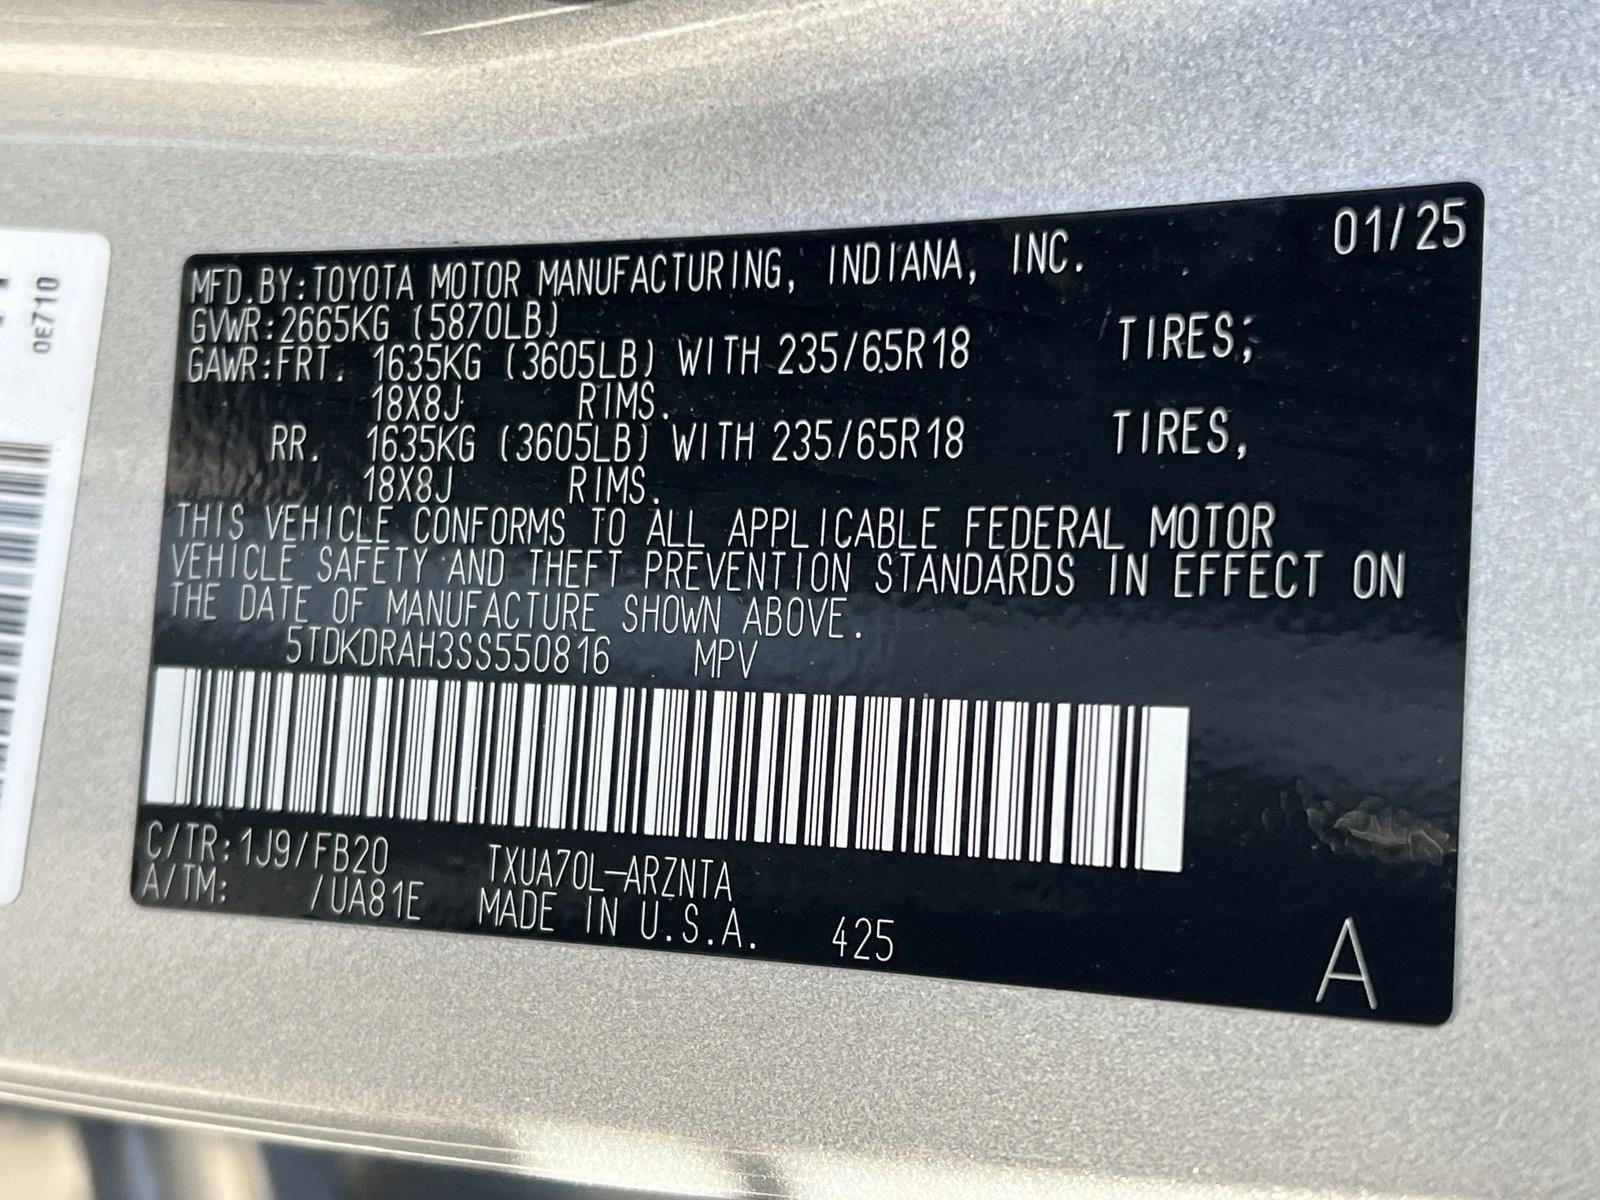 0E710
01/25
MFD.BY:TOYOTA MOTOR MANUFACTURING, INDIANA, INC.
GVWR:2665KG (5870LB)
GAWR:FRT. 1635KG (3605LB) WITH 235/65R18 TIRES;
18X8J RIMS.
RR. 1635KG (3605LB) WITH 235/65R18 TIRES,
18X8J RIMS.
THIS VEHICLE CONFORMS TO ALL APPLICABLE FEDERAL MOTOR
VEHICLE SAFETY AND THEFT PREVENTION STANDARDS IN EFFECT ON
THE DATE OF MANUFACTURE SHOWN ABOVE.
5TDKDRAH3SS550816 MPV
C/TR:1J9/FB20 TXUA70L-ARZNTA
A/TM: /UA81E MADE IN U.S.A. 425
A